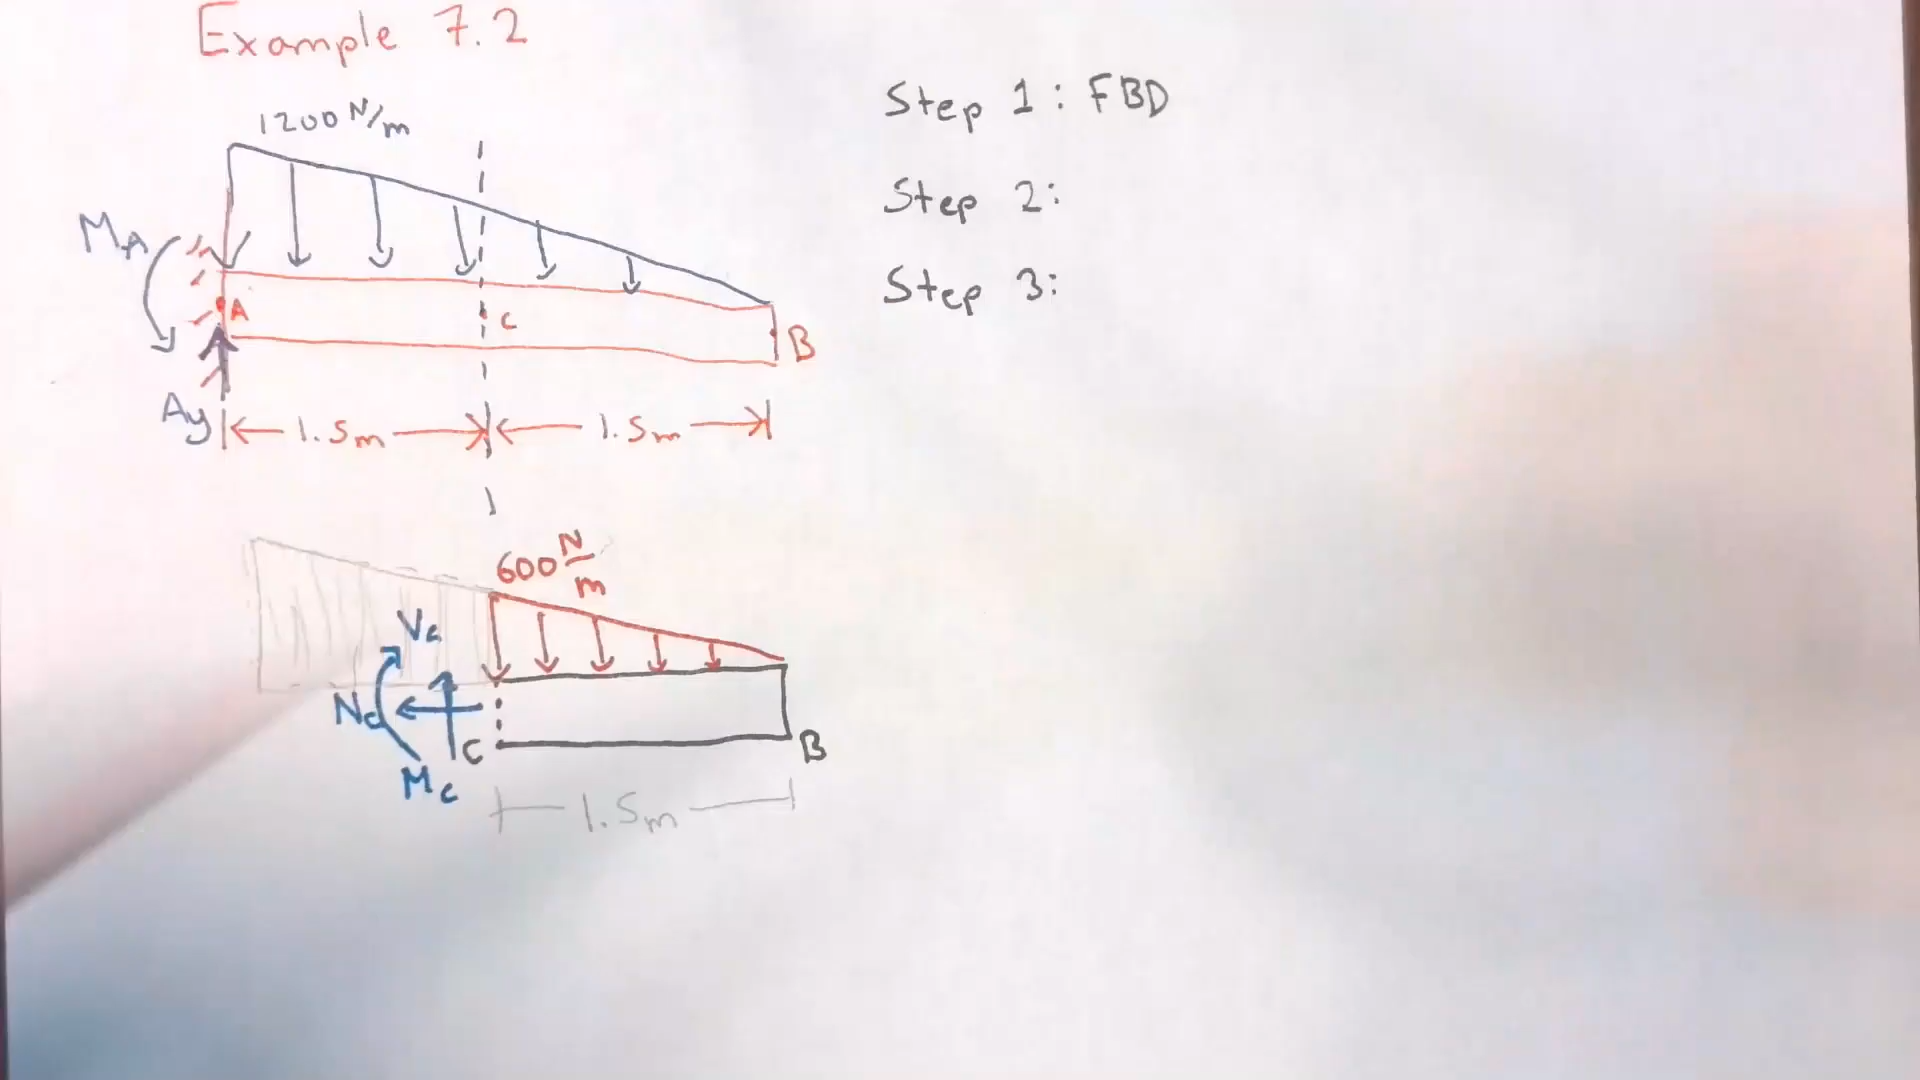 Example 7.2
1200 N/m
MA
A
C
B
Ay
1.5m
1.5m
600 N/m
Vc
Nc
C
B
Mc
1.5m
Step 1: FBD
Step 2:
Step 3: